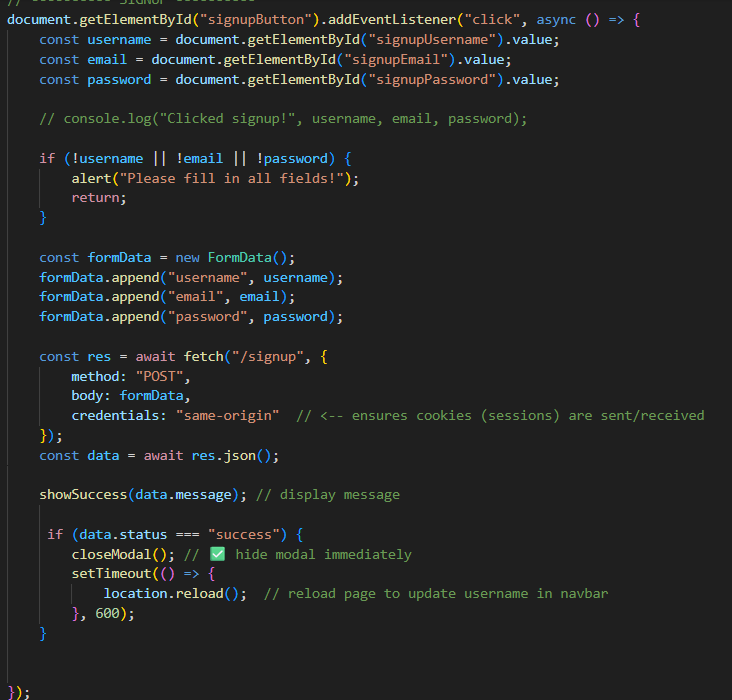 // ---------- SIGNUP ----------
document.getElementById("signupButton").addEventListener("click", async () => {
    const username = document.getElementById("signupUsername").value;
    const email = document.getElementById("signupEmail").value;
    const password = document.getElementById("signupPassword").value;

    // console.log("Clicked signup!", username, email, password);

    if (!username || !email || !password) {
        alert("Please fill in all fields!");
        return;
    }

    const formData = new FormData();
    formData.append("username", username);
    formData.append("email", email);
    formData.append("password", password);

    const res = await fetch("/signup", {
        method: "POST",
        body: formData,
        credentials: "same-origin"  // <-- ensures cookies (sessions) are sent/received
    });
    const data = await res.json();

    showSuccess(data.message); // display message

     if (data.status === "success") {
        closeModal(); // ✅ hide modal immediately
        setTimeout(() => {
            location.reload();  // reload page to update username in navbar
        }, 600);
    }


});